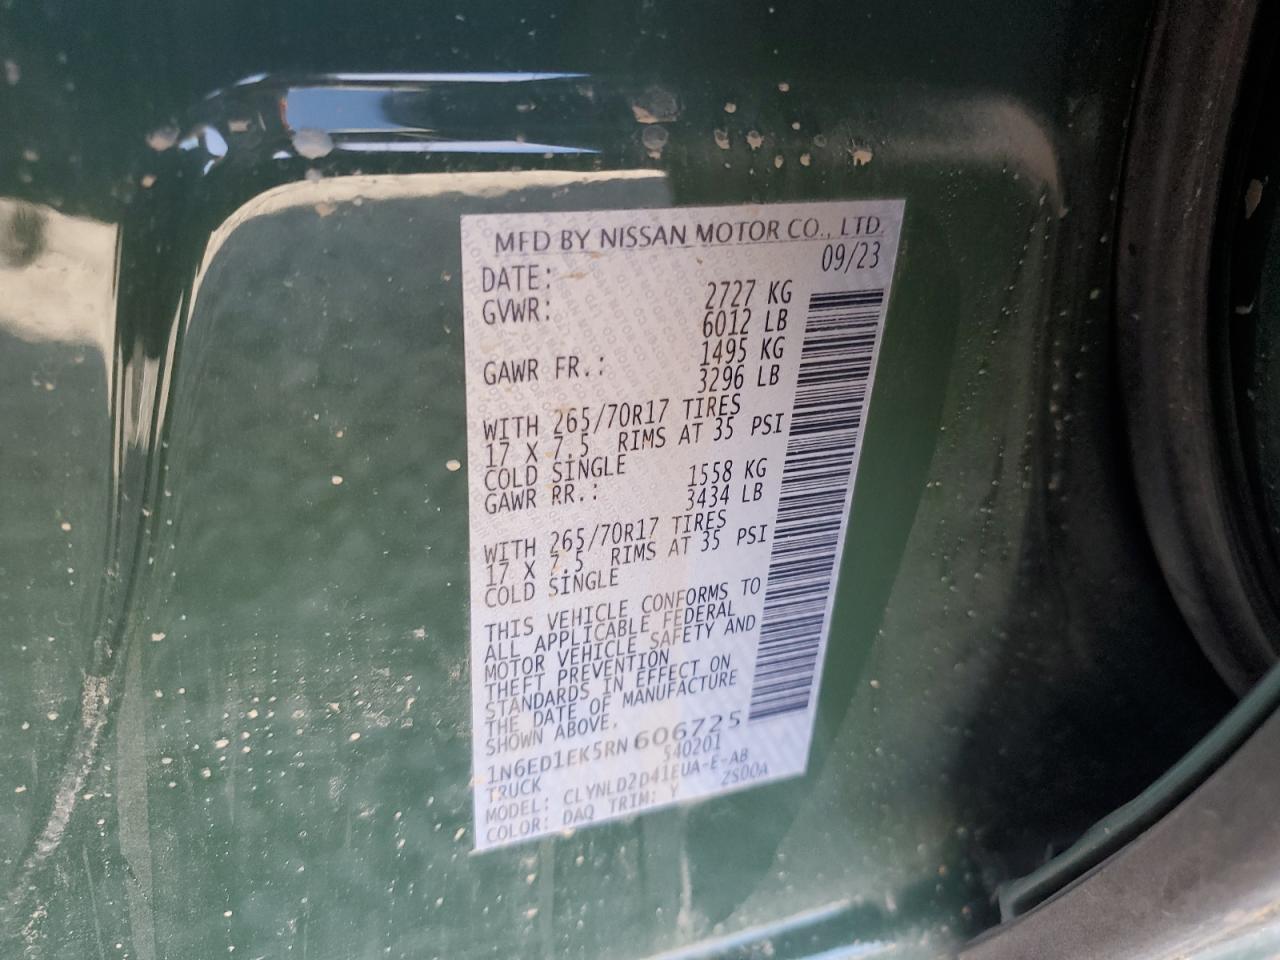 MFD BY NISSAN MOTOR CO., LTD.
DATE: 09/23
GVWR: 2727 KG
6012 LB
GAWR FR.: 1495 KG
3296 LB
WITH 265/70R17 TIRES
17 X 7.5 RIMS AT 35 PSI
COLD SINGLE
GAWR RR.: 1558 KG
3434 LB
WITH 265/70R17 TIRES
17 X 7.5 RIMS AT 35 PSI
COLD SINGLE
THIS VEHICLE CONFORMS TO
ALL APPLICABLE FEDERAL
MOTOR VEHICLE SAFETY AND
THEFT PREVENTION
STANDARDS IN EFFECT ON
THE DATE OF MANUFACTURE
SHOWN ABOVE.
1N6ED1EK5RN606725
TRUCK 540201
MODEL: CLYNLD2D41EUA-E-AB
COLOR: DAQ TRIM: Y ZS00A